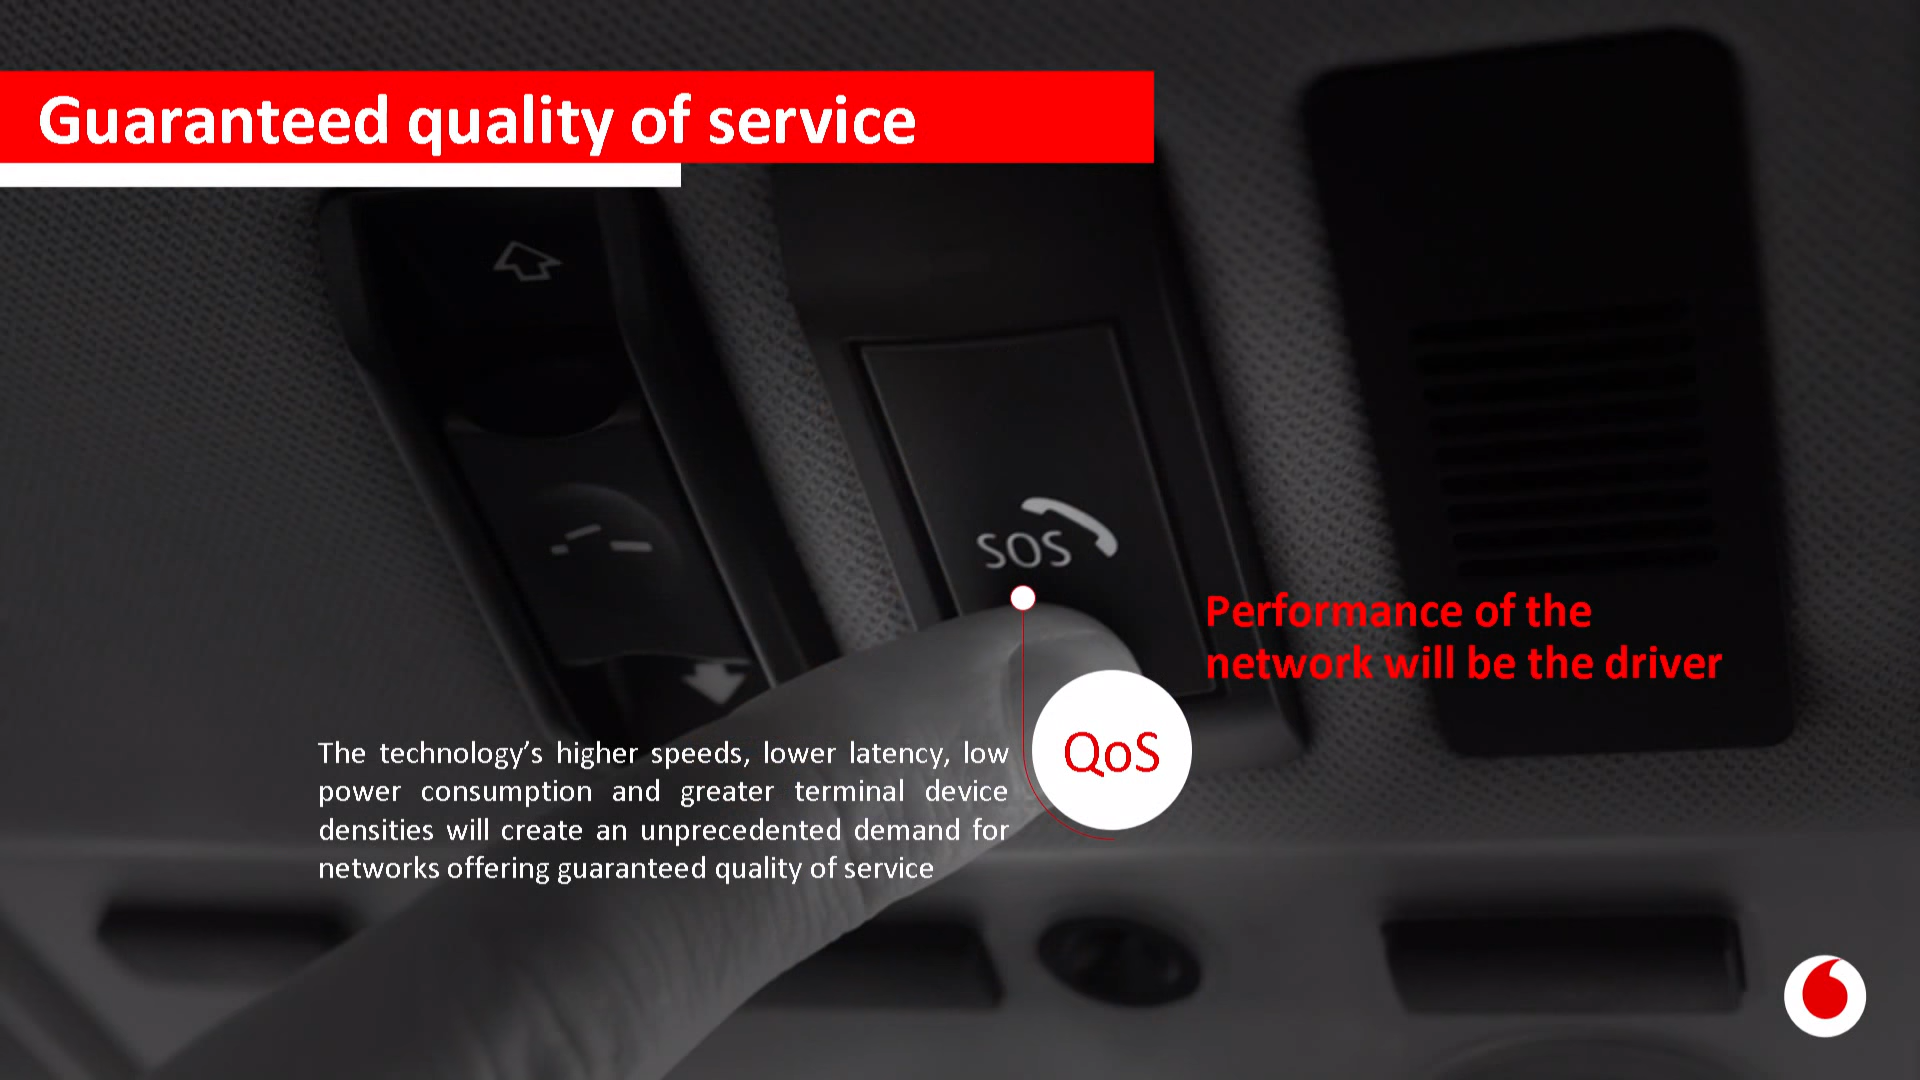 Guaranteed quality of service
SOS
Performance of the
network will be the driver
QoS
The technology’s higher speeds, lower latency, low
power consumption and greater terminal device
densities will create an unprecedented demand for
networks offering guaranteed quality of service